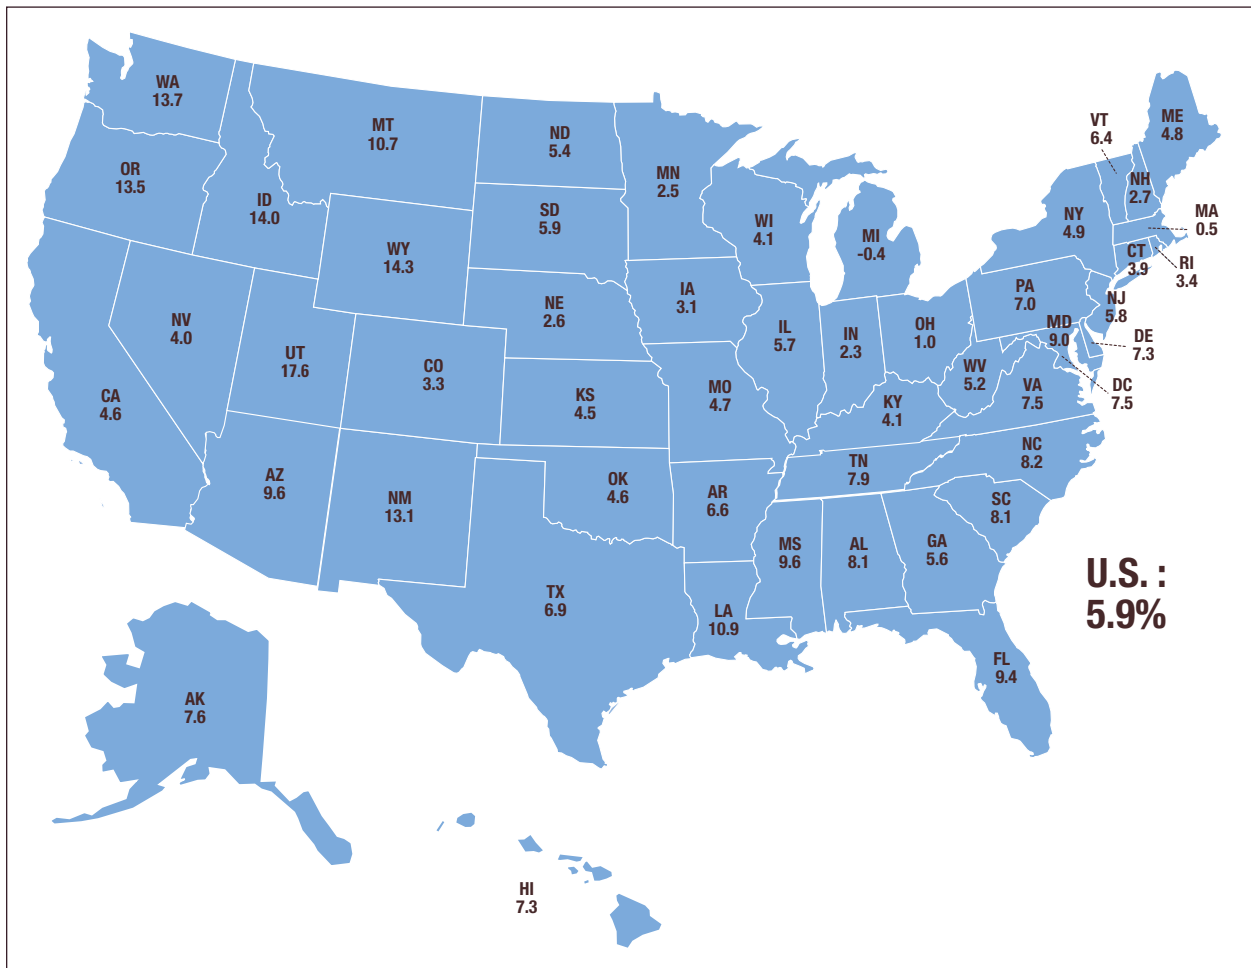 WA
13.7
MT
10.7
ND
5.4
MN
2.5
VT
6.4
ME
4.8
OR
13.5
ID
14.0
SD
5.9
WI
4.1
MI
-0.4
NY
4.9
NH
2.7
MA
0.5
WY
14.3
CT
3.9
RI
3.4
NV
4.0
UT
17.6
NE
2.6
IA
3.1
PA
7.0
NJ
5.8
CO
3.3
IL
5.7
IN
2.3
OH
1.0
MD
9.0
DE
7.3
CA
4.6
KS
4.5
MO
4.7
WV
5.2
VA
7.5
DC
7.5
KY
4.1
AZ
9.6
NM
13.1
OK
4.6
AR
6.6
TN
7.9
NC
8.2
SC
8.1
TX
6.9
LA
10.9
MS
9.6
AL
8.1
GA
5.6
U.S. :
5.9%
FL
9.4
AK
7.6
HI
7.3